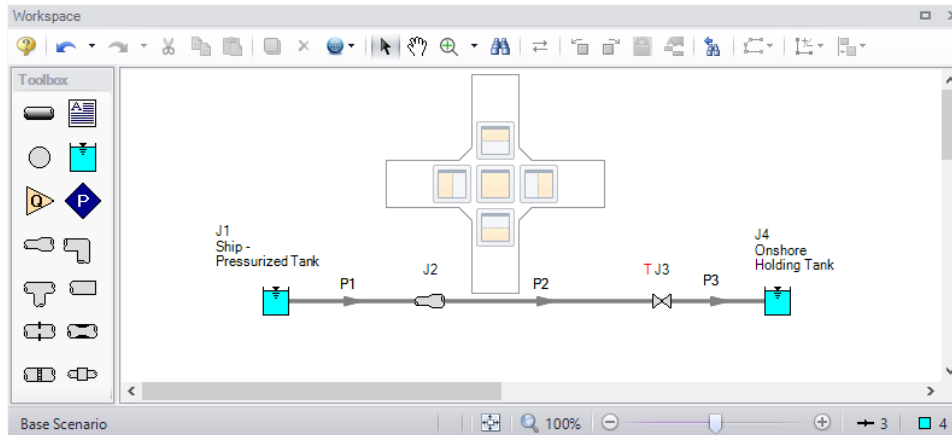 Workspace
Toolbox
A
Q
P
J1
Ship -
Pressurized Tank
P1
J2
P2
T J3
P3
J4
Onshore
Holding Tank
Base Scenario
100%
3
4